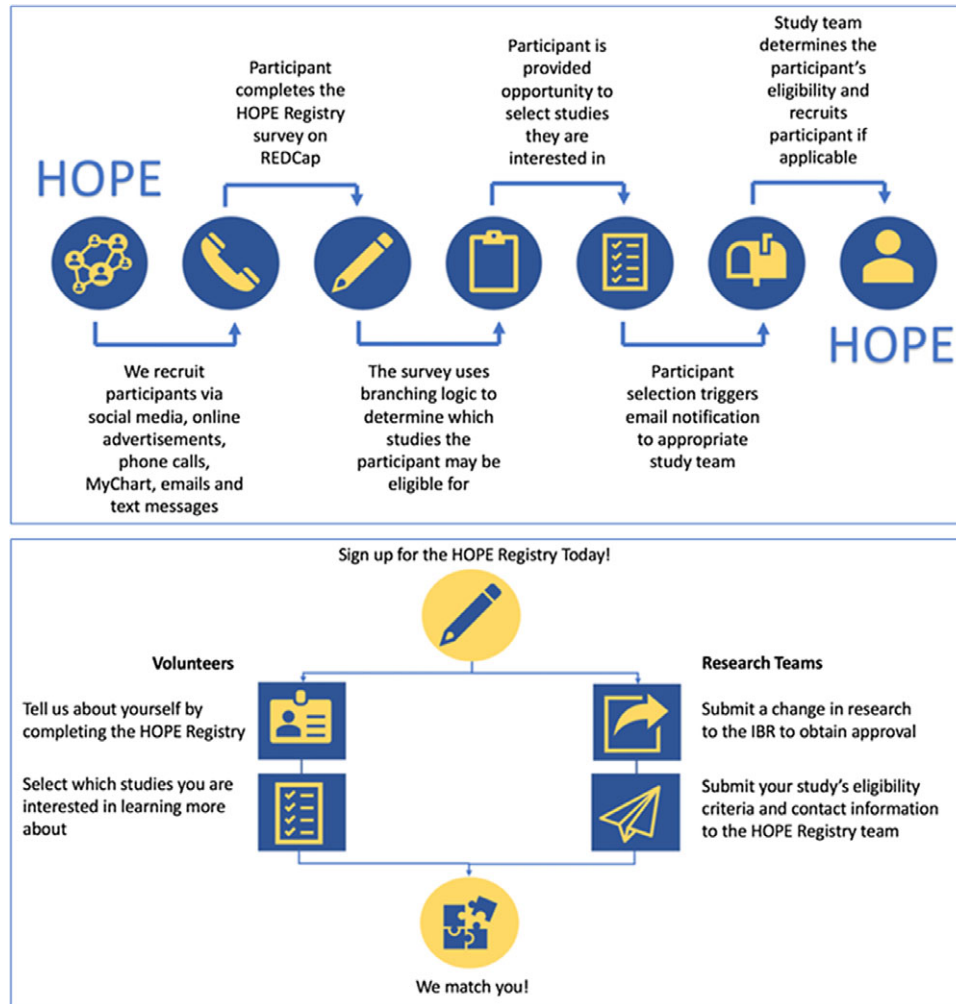 HOPE
We recruit
participants via
social media, online
advertisements,
phone calls,
MyChart, emails and
text messages
Participant
completes the
HOPE Registry
survey on
REDCap
The survey uses
branching logic to
determine which
studies the
participant may be
eligible for
Participant is
provided
opportunity to
select studies
they are
interested in
Participant
selection triggers
email notification
to appropriate
study team
Study team
determines the
participant's
eligibility and
recruits
participant if
applicable
HOPE
Sign up for the HOPE Registry Today!
Volunteers
Tell us about yourself by
completing the HOPE Registry
Select which studies you are
interested in learning more
about
Research Teams
Submit a change in research
to the IBR to obtain approval
Submit your study's eligibility
criteria and contact information
to the HOPE Registry team
We match you!